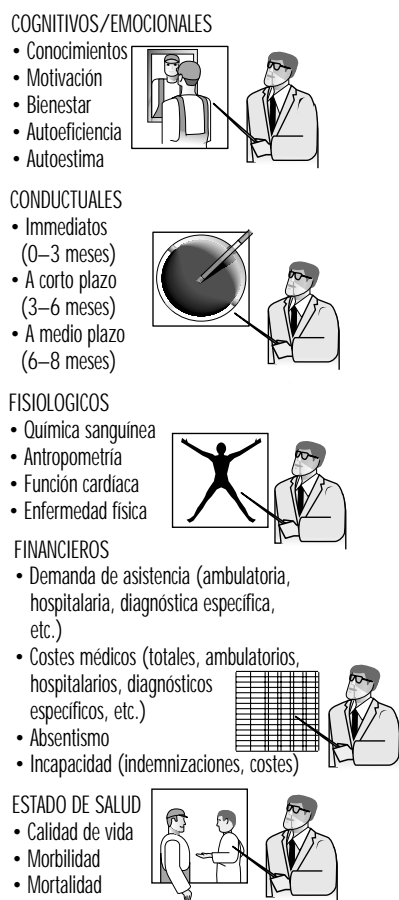 COGNITIVOS/EMOCIONALES
• Conocimientos
• Motivación
• Bienestar
• Autoeficiencia
• Autoestima
CONDUCTUALES
• Immediatos
(0–3 meses)
• A corto plazo
(3–6 meses)
• A medio plazo
(6–8 meses)
FISIOLOGICOS
• Química sanguínea
• Antropometría
• Función cardíaca
• Enfermedad física
FINANCIEROS
• Demanda de asistencia (ambulatoria,
hospitalaria, diagnóstica específica,
etc.)
• Costes médicos (totales, ambulatorios,
hospitalarios, diagnósticos
específicos, etc.)
• Absentismo
• Incapacidad (indemnizaciones, costes)
ESTADO DE SALUD
• Calidad de vida
• Morbilidad
• Mortalidad